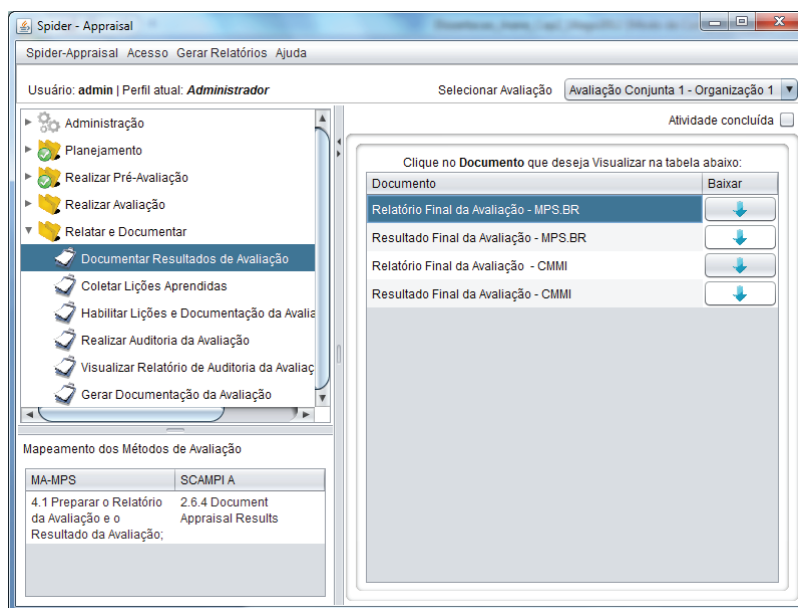 Spider - Appraisal
Spider-Appraisal Acesso Gerar Relatórios Ajuda
Usuário: admin | Perfil atual: Administrador
Selecionar Avaliação Avaliação Conjunta 1 - Organização 1
Administração
Planejamento
Realizar Pré-Avaliação
Realizar Avaliação
Relatar e Documentar
Documentar Resultados de Avaliação
Coletar Lições Aprendidas
Habilitar Lições e Documentação da Avalia
Realizar Auditoria da Avaliação
Visualizar Relatório de Auditoria da Avaliaç
Gerar Documentação da Avaliação
Mapeamento dos Métodos de Avaliação
MA-MPS SCAMPI A
4.1 Preparar o Relatório 2.6.4 Document
da Avaliação e o Appraisal Results
Resultado da Avaliação;
Atividade concluída
Clique no Documento que deseja Visualizar na tabela abaixo:
Documento Baixar
Relatório Final da Avaliação - MPS.BR
Resultado Final da Avaliação - MPS.BR
Relatório Final da Avaliação - CMMI
Resultado Final da Avaliação - CMMI